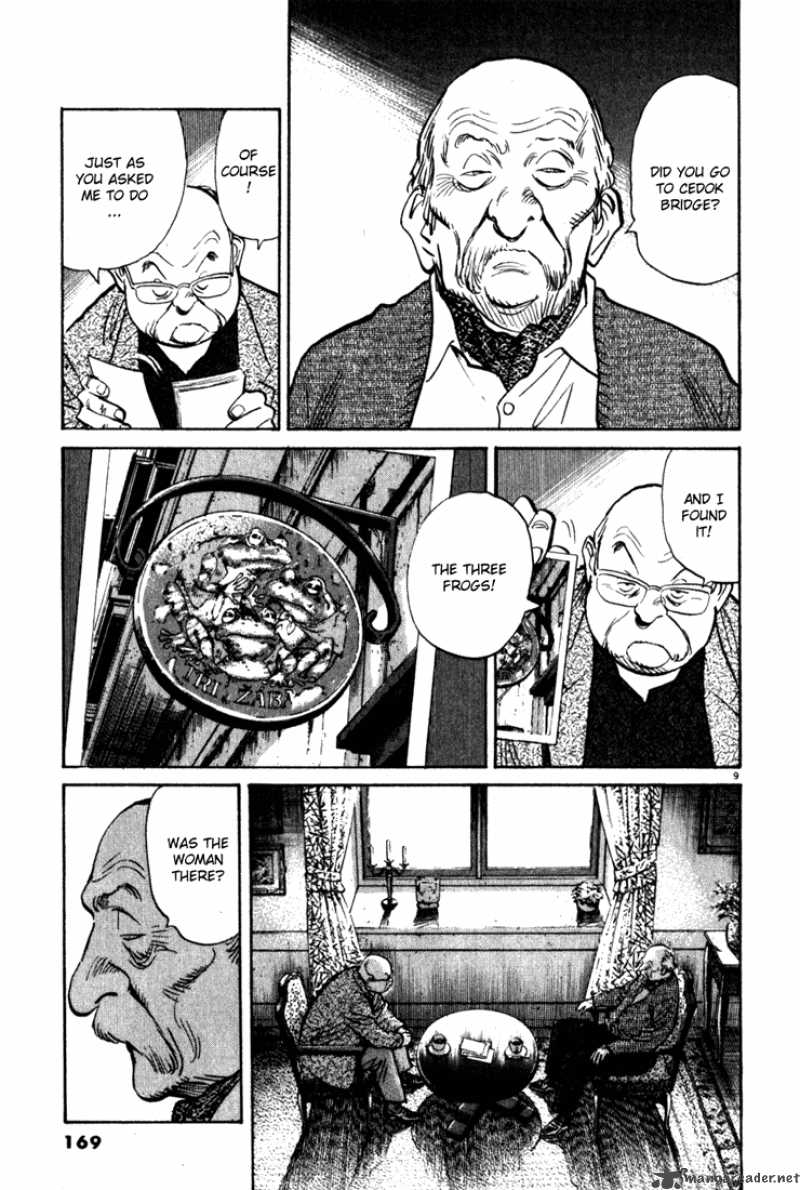 DID YOU GO
TO CEDOK
BRIDGE?
OF
COURSE
!
JUST AS
YOU ASKED
ME TO DO
...
AND I
FOUND
IT!
THE THREE
FROGS!
TRI ŽÁBY
9
WAS THE
WOMAN
THERE?
169
mangareader.net